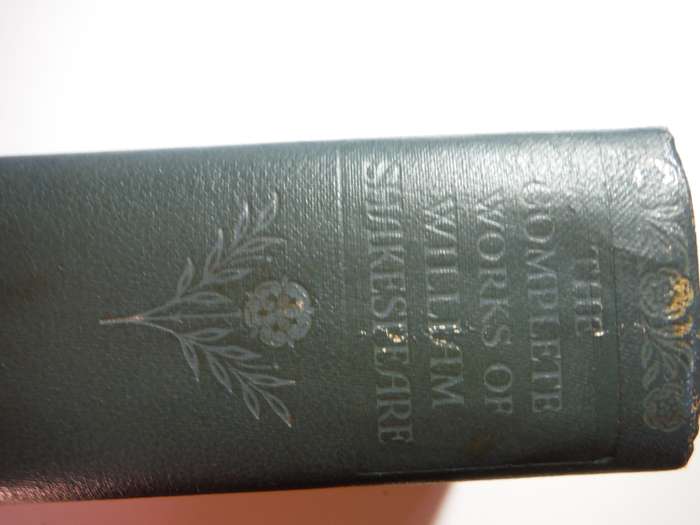 THE
COMPLETE
WORKS OF
WILLIAM
SHAKESPEARE